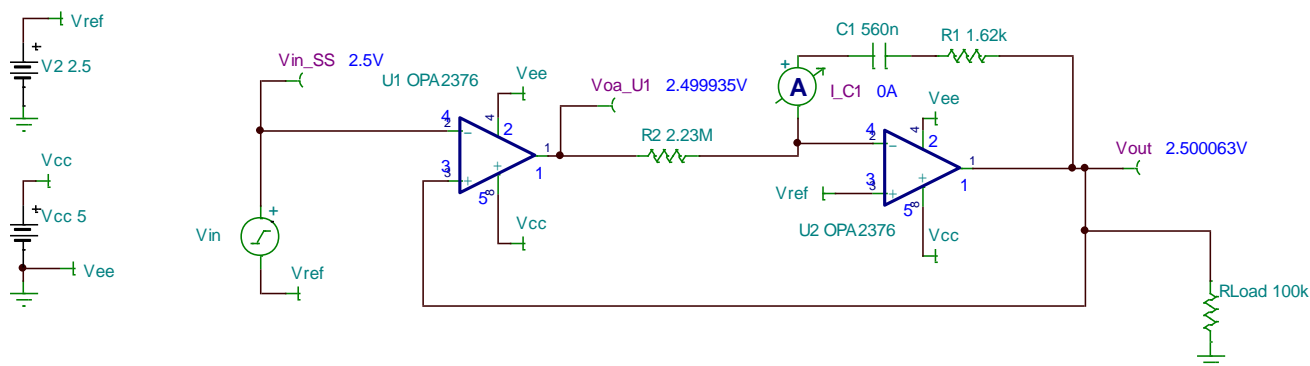 Vref
V2 2.5
Vcc
Vcc 5
Vee
Vin_SS 2.5V
U1 OPA2376
Vee
Vcc
Vin
Vref
Voa_U1 2.499935V
R2 2.23M
C1 560n
R1 1.62k
A
I_C1 0A
Vee
Vref
U2 OPA2376
Vcc
Vout 2.500063V
RLoad 100k
4
2
3
5
8
4
2
1
1
4
2
3
5
8
4
2
1
1